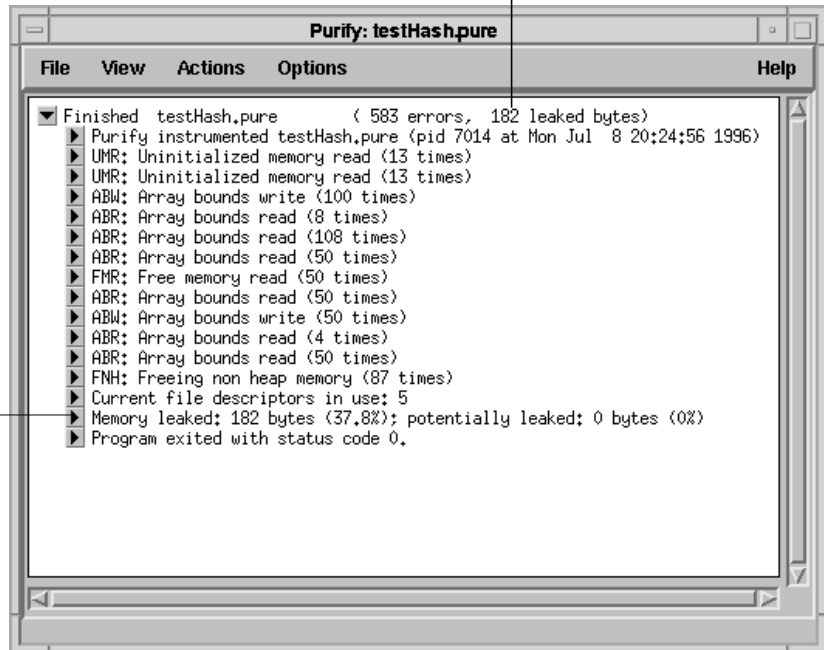 Purify: testHash.pure
File View Actions Options Help
Finished testHash.pure ( 583 errors, 182 leaked bytes)
Purify instrumented testHash.pure (pid 7014 at Mon Jul 8 20:24:56 1996)
UMR: Uninitialized memory read (13 times)
UMR: Uninitialized memory read (13 times)
ABW: Array bounds write (100 times)
ABR: Array bounds read (8 times)
ABR: Array bounds read (108 times)
ABR: Array bounds read (50 times)
FMR: Free memory read (50 times)
ABR: Array bounds read (50 times)
ABW: Array bounds write (50 times)
ABR: Array bounds read (4 times)
ABR: Array bounds read (50 times)
FNH: Freeing non heap memory (87 times)
Current file descriptors in use: 5
Memory leaked: 182 bytes (37.8%); potentially leaked: 0 bytes (0%)
Program exited with status code 0.